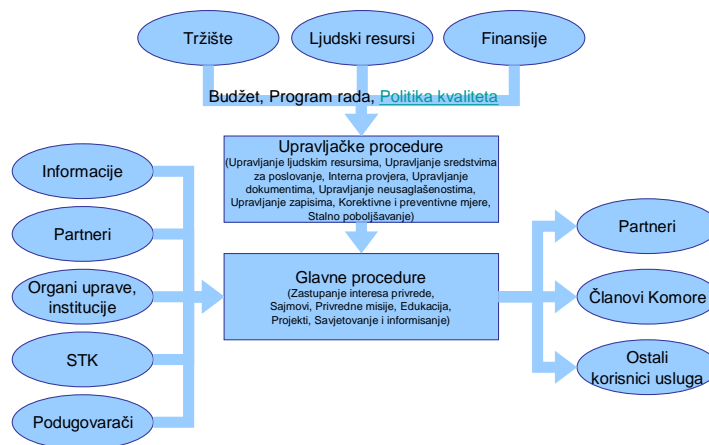 Tržište
Ljudski resursi
Finansije
Budžet, Program rada, Politika kvaliteta
Upravljačke procedure
(Upravljanje ljudskim resursima, Upravljanje sredstvima
za poslovanje, Interna provjera, Upravljanje
dokumentima, Upravljanje neusaglašenostima,
Upravljanje zapisima, Korektivne i preventivne mjere,
Stalno poboljšavanje)
Informacije
Partneri
Organi uprave,
institucije
STK
Podugovarači
Glavne procedure
(Zastupanje interesa privrede,
Sajmovi, Privredne misije, Edukacija,
Projekti, Savjetovanje i informisanje)
Partneri
Članovi Komore
Ostali
korisnici usluga